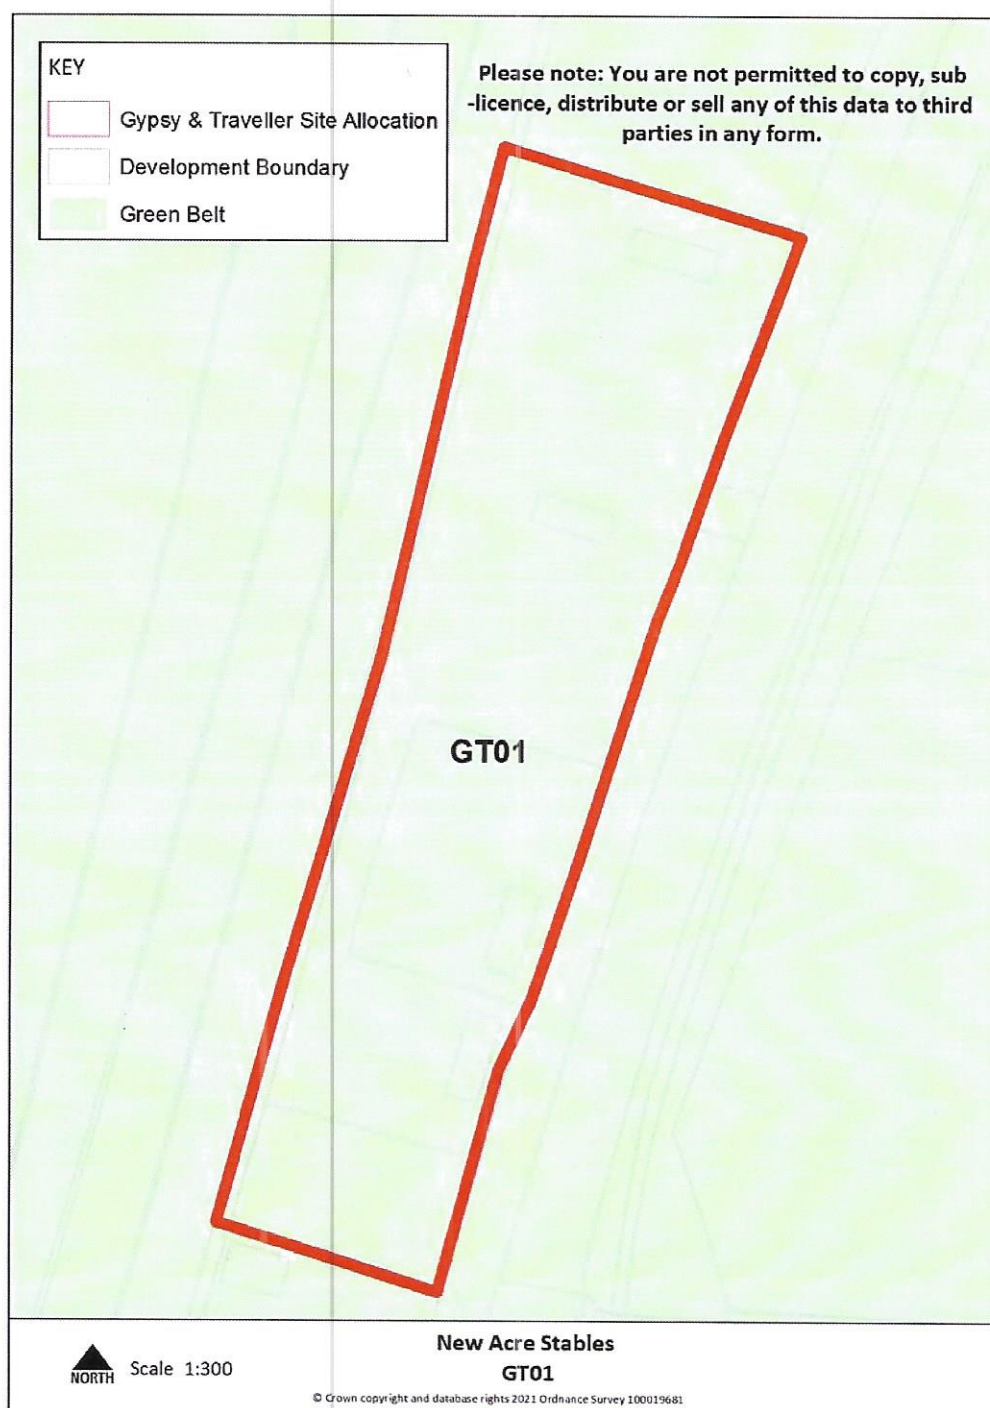 KEY
Gypsy & Traveller Site Allocation
Development Boundary
Green Belt
Please note: You are not permitted to copy, sub
-licence, distribute or sell any of this data to third
parties in any form.
GT01
NORTH
Scale 1:300
New Acre Stables
GT01
© Crown copyright and database rights 2021 Ordnance Survey 100019681